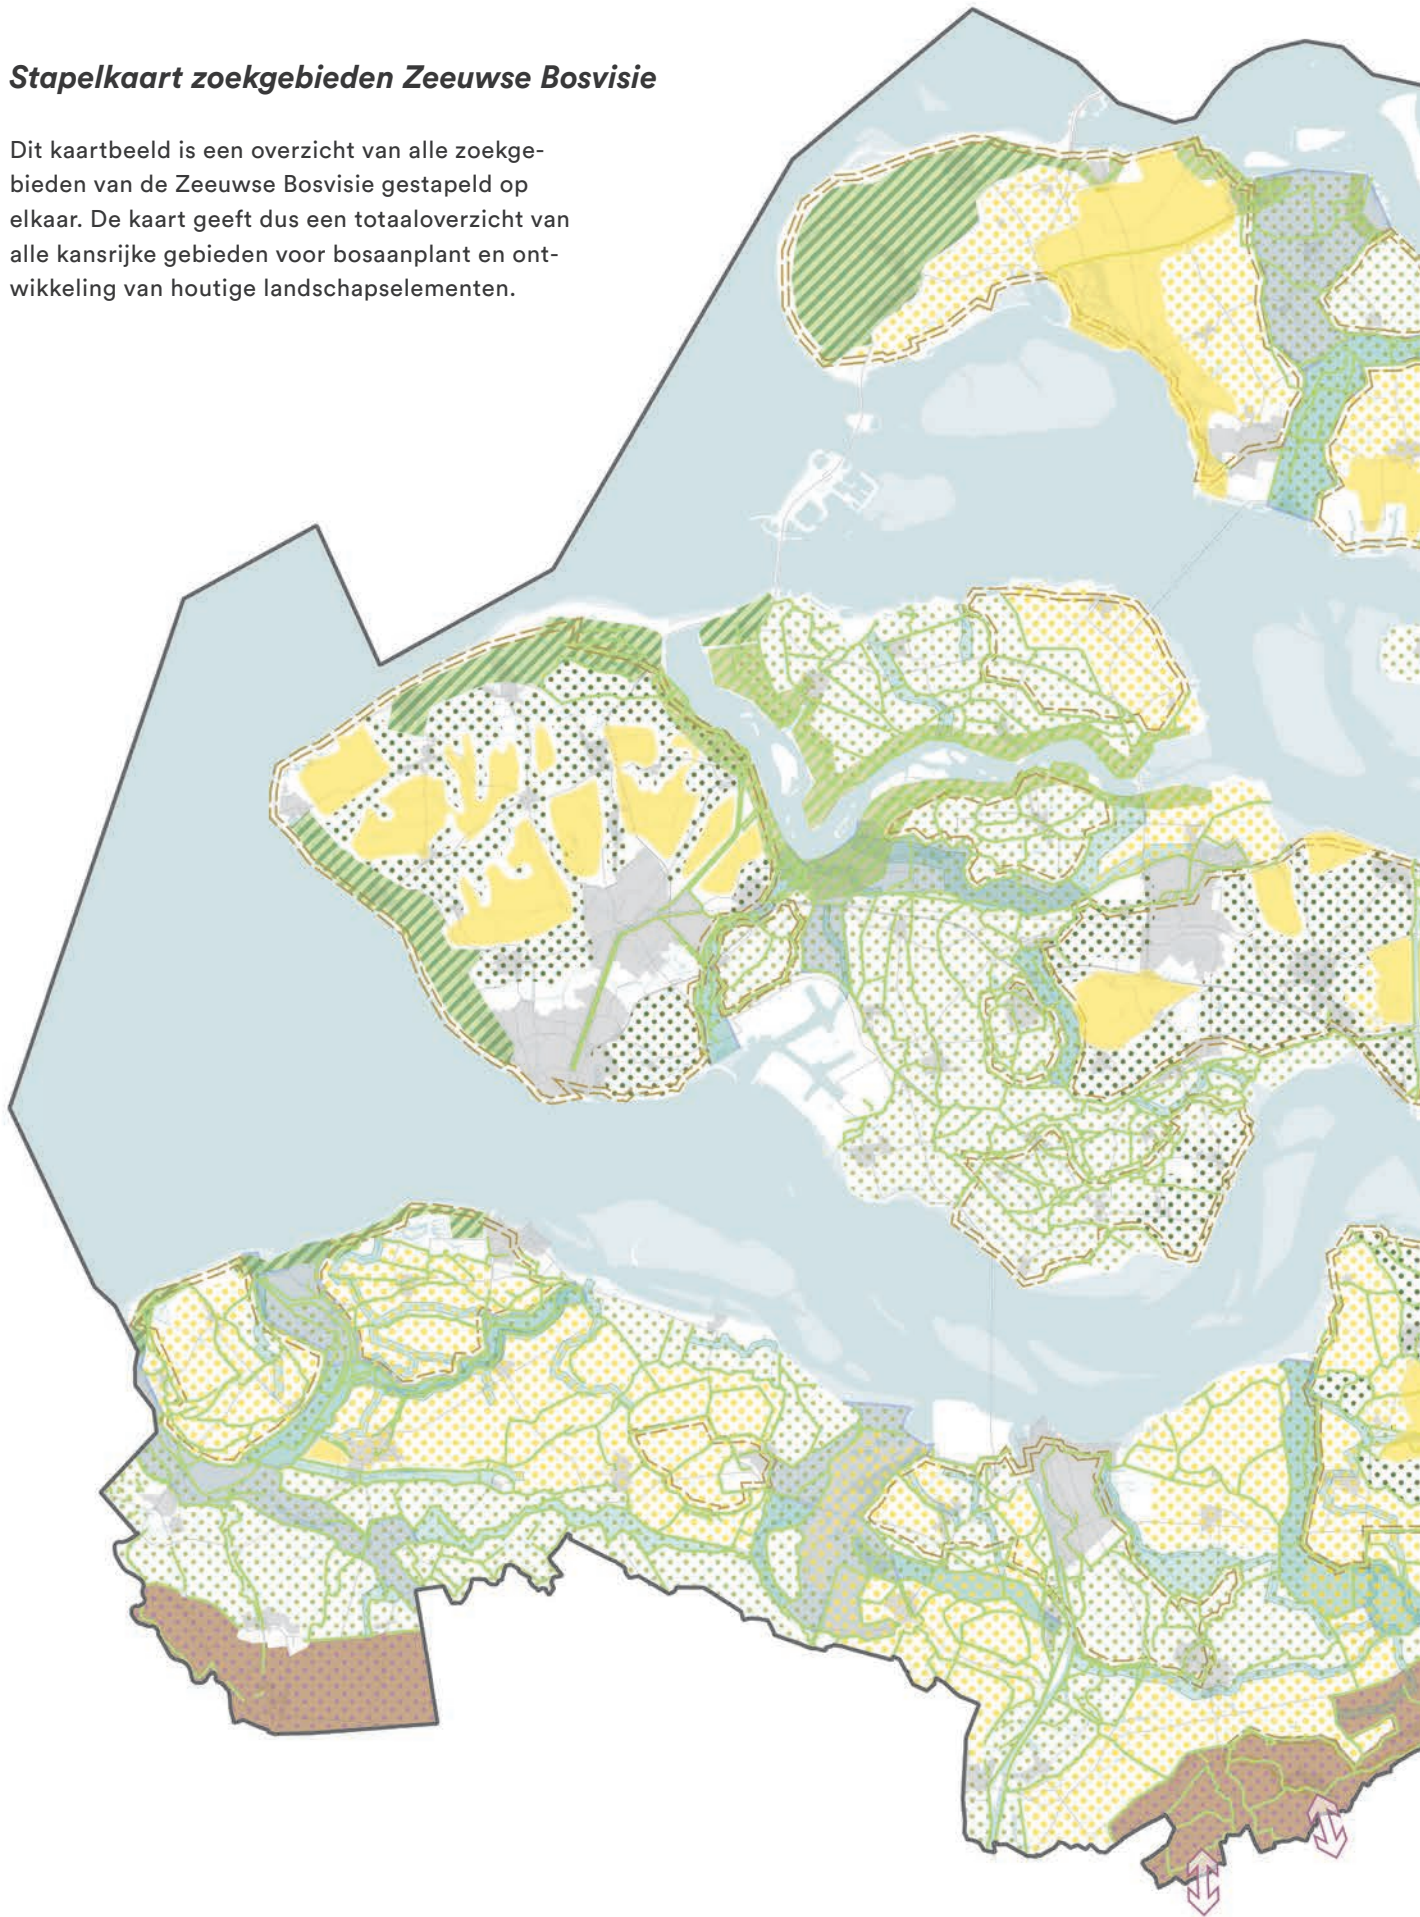 Stapelkaart zoekgebieden Zeeuwse Bosvisie
Dit kaartbeeld is een overzicht van alle zoekge-
bieden van de Zeeuwse Bosvisie gestapeld op
elkaar. De kaart geeft dus een totaaloverzicht van
alle kansrijke gebieden voor bosaanplant en ont-
wikkeling van houtige landschapselementen.